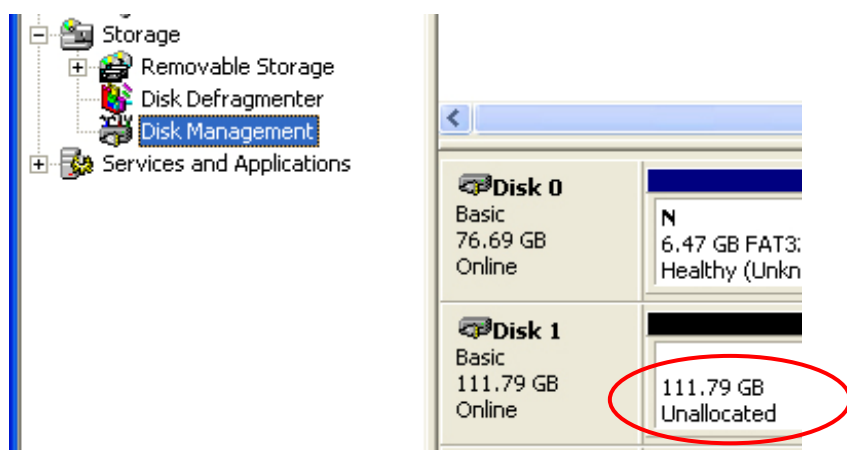 Storage
Removable Storage
Disk Defragmenter
Disk Management
Services and Applications
Disk 0
Basic
76.69 GB
Online
N
6.47 GB FAT32
Healthy (Unkn
Disk 1
Basic
111.79 GB
Online
111.79 GB
Unallocated